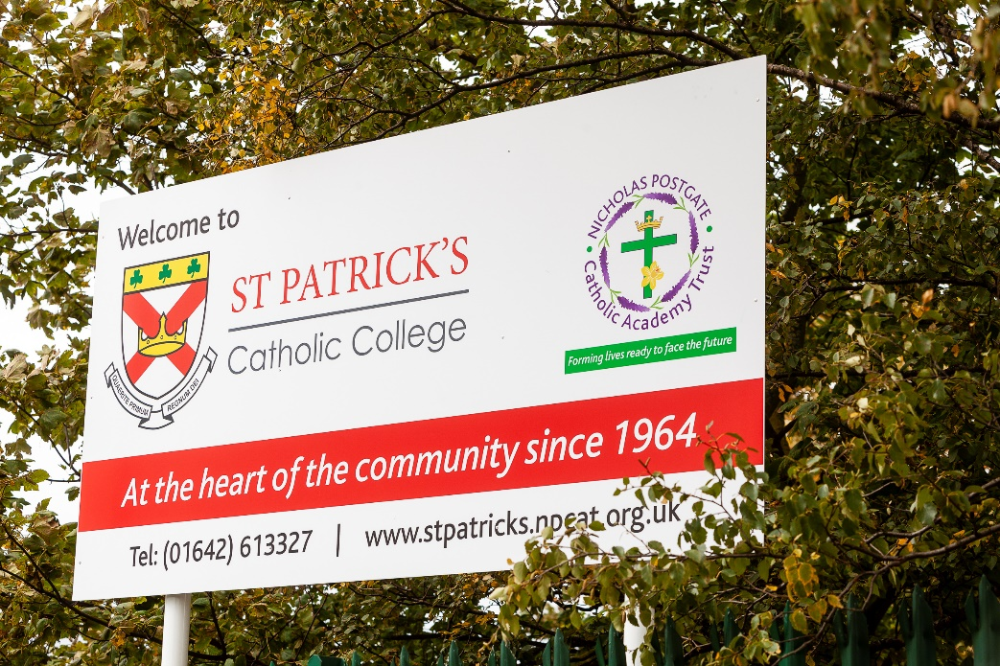 Welcome to
ST PATRICK'S
Catholic College
QUAERITE PRIMUM REGNUM DEI
NICHOLAS POSTGATE
Catholic Academy Trust
Forming lives ready to face the future
At the heart of the community since 1964
Tel: (01642) 613327 | www.stpatricks.npcat.org.uk